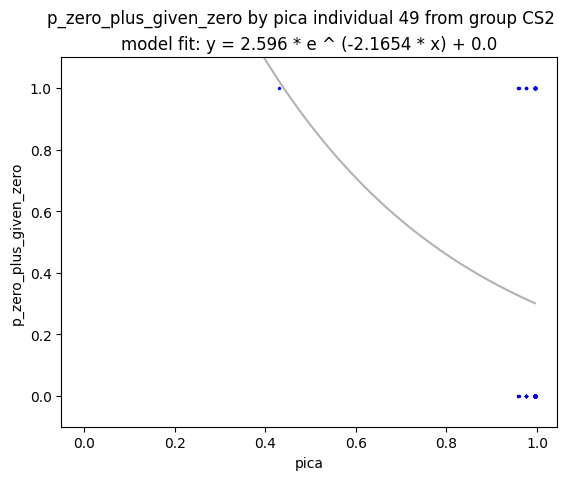 p_zero_plus_given_zero by pica individual 49 from group CS2
model fit: y = 2.596 * e ^ (-2.1654 * x) + 0.0
1.0
0.8
0.6
0.4
0.2
0.0
p_zero_plus_given_zero
0.0 0.2 0.4 0.6 0.8 1.0
pica